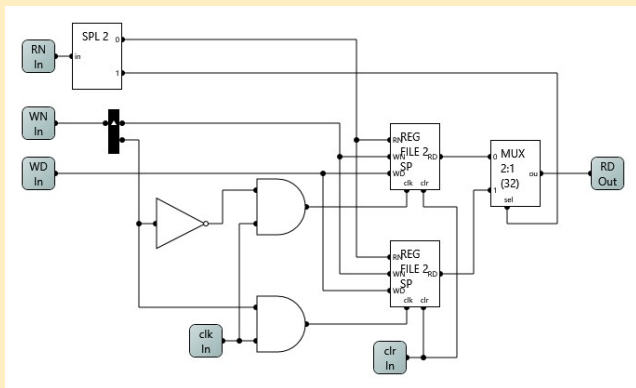 RN
In
SPL 2
in
0
1
WN
In
WD
In
REG
FILE 2
SP
RN
WN
WD
RD
clk
clr
MUX
2:1
(32)
0
1
ou
sel
RD
Out
REG
FILE 2
SP
RN
WN
WD
RD
clk
clr
clk
In
clr
In